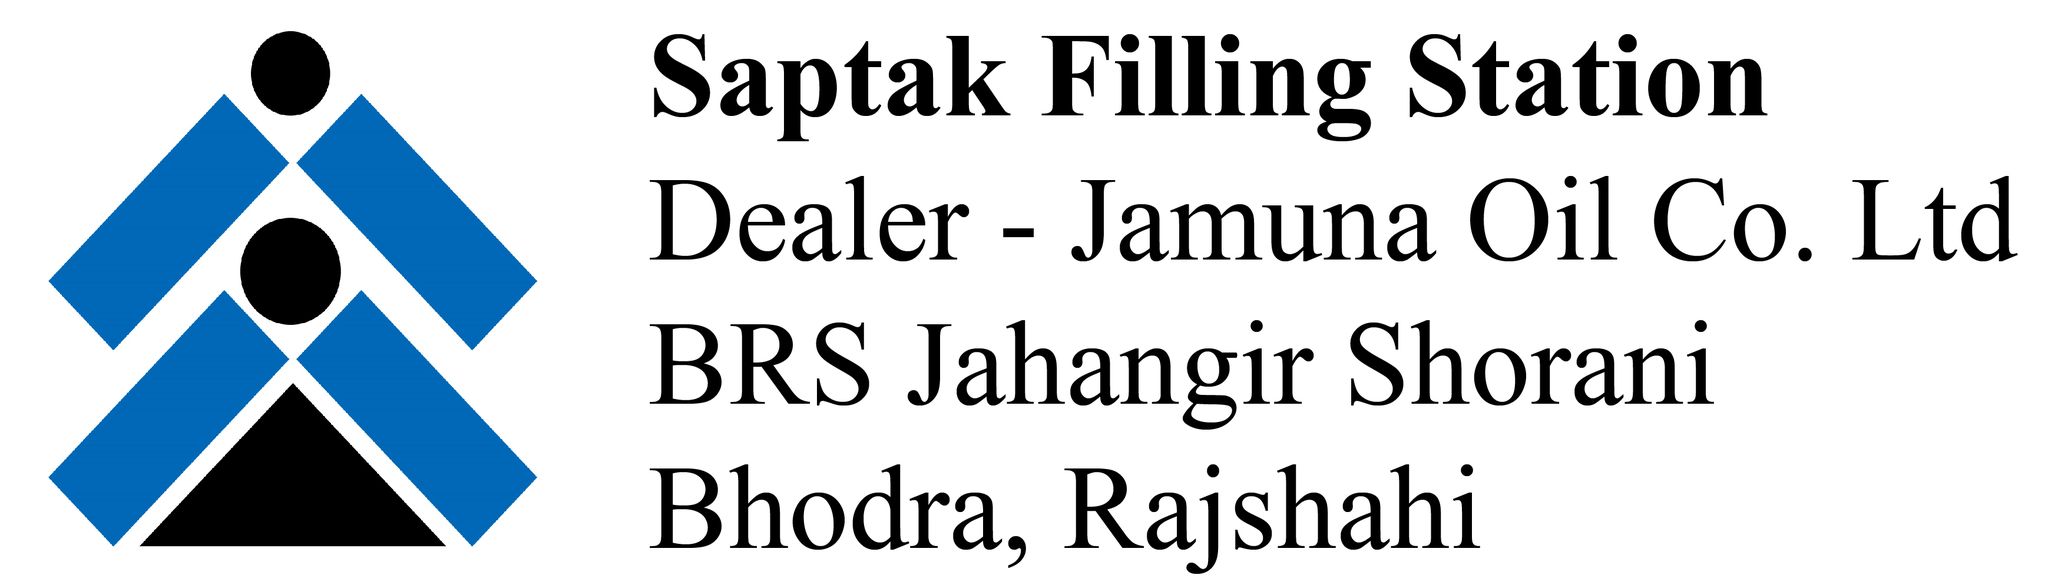 Saptak Filling Station
Dealer - Jamuna Oil Co. Ltd
BRS Jahangir Shorani
Bhodra, Rajshahi